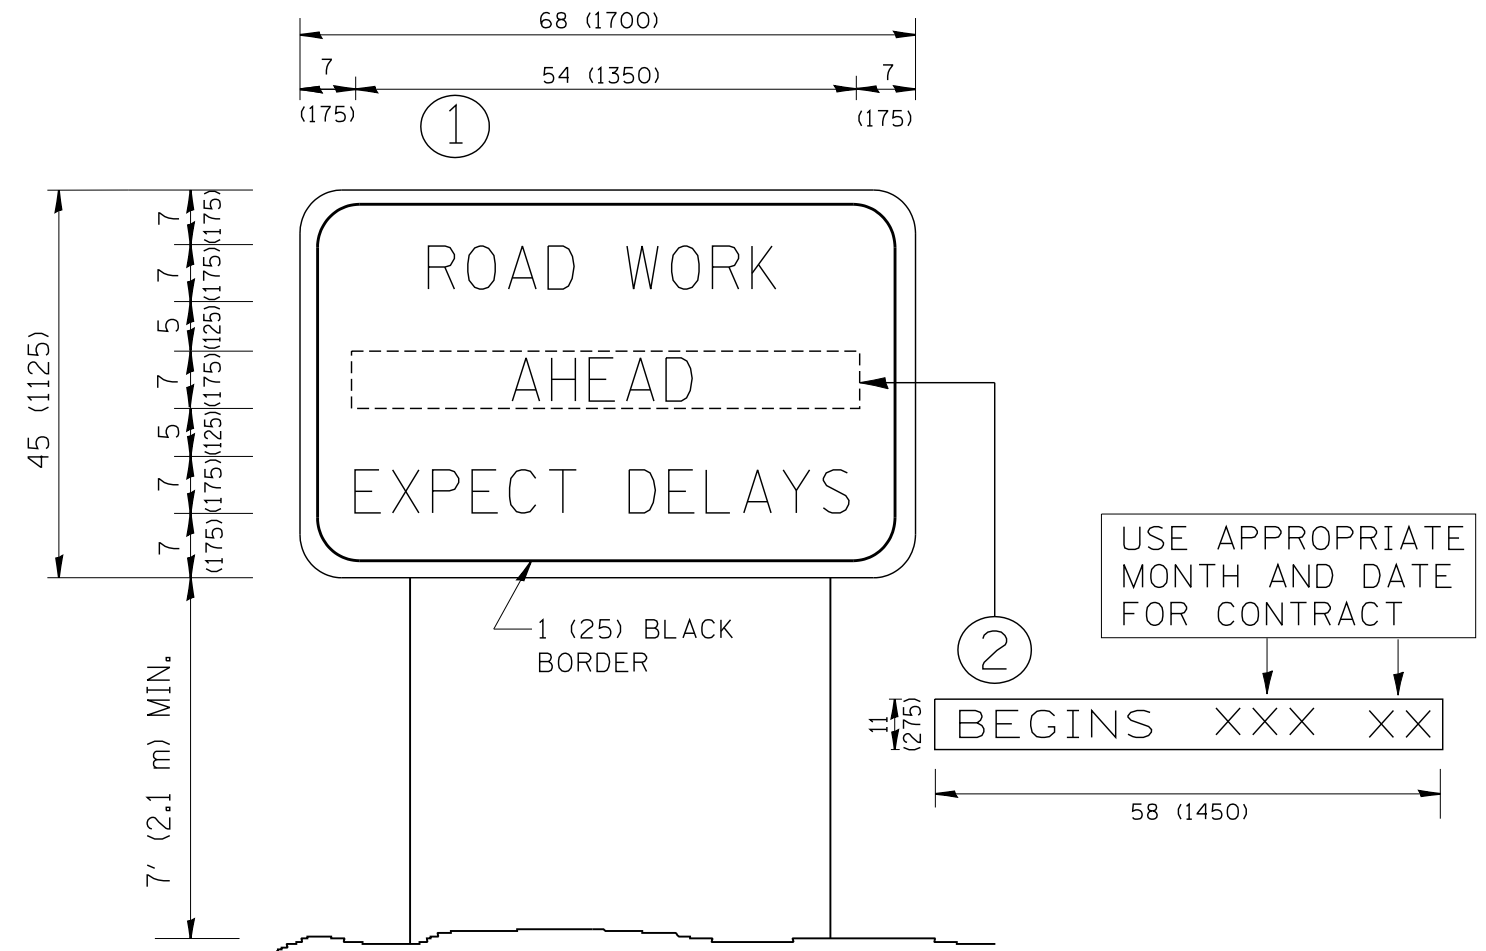 68 (1700)
7
54 (1350)
7
(175)
(175)
1
45 (1125)
7
(175)
7
(175)
5
(125)
7
(175)
5
(125)
7
(175)
7
(175)
7' (2.1 m) MIN.
ROAD WORK
AHEAD
EXPECT DELAYS
1 (25) BLACK
BORDER
2
USE APPROPRIATE
MONTH AND DATE
FOR CONTRACT
11
(275)
BEGINS XXX XX
58 (1450)